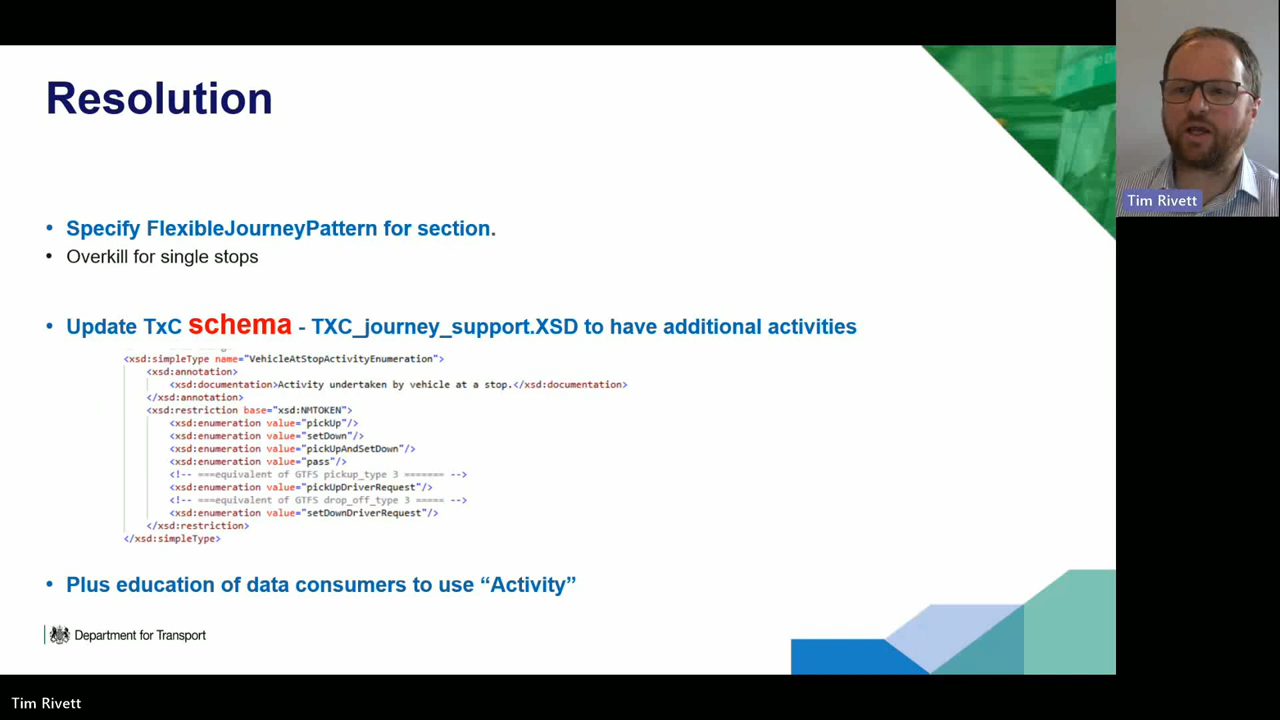 Resolution
• Specify FlexibleJourneyPattern for section.
• Overkill for single stops
• Update TxC schema - TXC_journey_support.XSD to have additional activities
<xsd:simpleType name="VehicleAtStopActivityEnumeration">
<xsd:annotation>
<xsd:documentation>Activity undertaken by vehicle at a stop.</xsd:documentation>
</xsd:annotation>
<xsd:restriction base="xsd:NMTOKEN">
<xsd:enumeration value="pickUp"/>
<xsd:enumeration value="setDown"/>
<xsd:enumeration value="pickUpAndSetDown"/>
<xsd:enumeration value="pass"/>
<!-- ===equivalent of GTFS pickup_type 3 ======= -->
<xsd:enumeration value="pickUpDriverRequest"/>
<!-- ===equivalent of GTFS drop_off_type 3 ===== -->
<xsd:enumeration value="setDownDriverRequest"/>
</xsd:restriction>
</xsd:simpleType>
• Plus education of data consumers to use “Activity”
Department for Transport
Tim Rivett
Tim Rivett